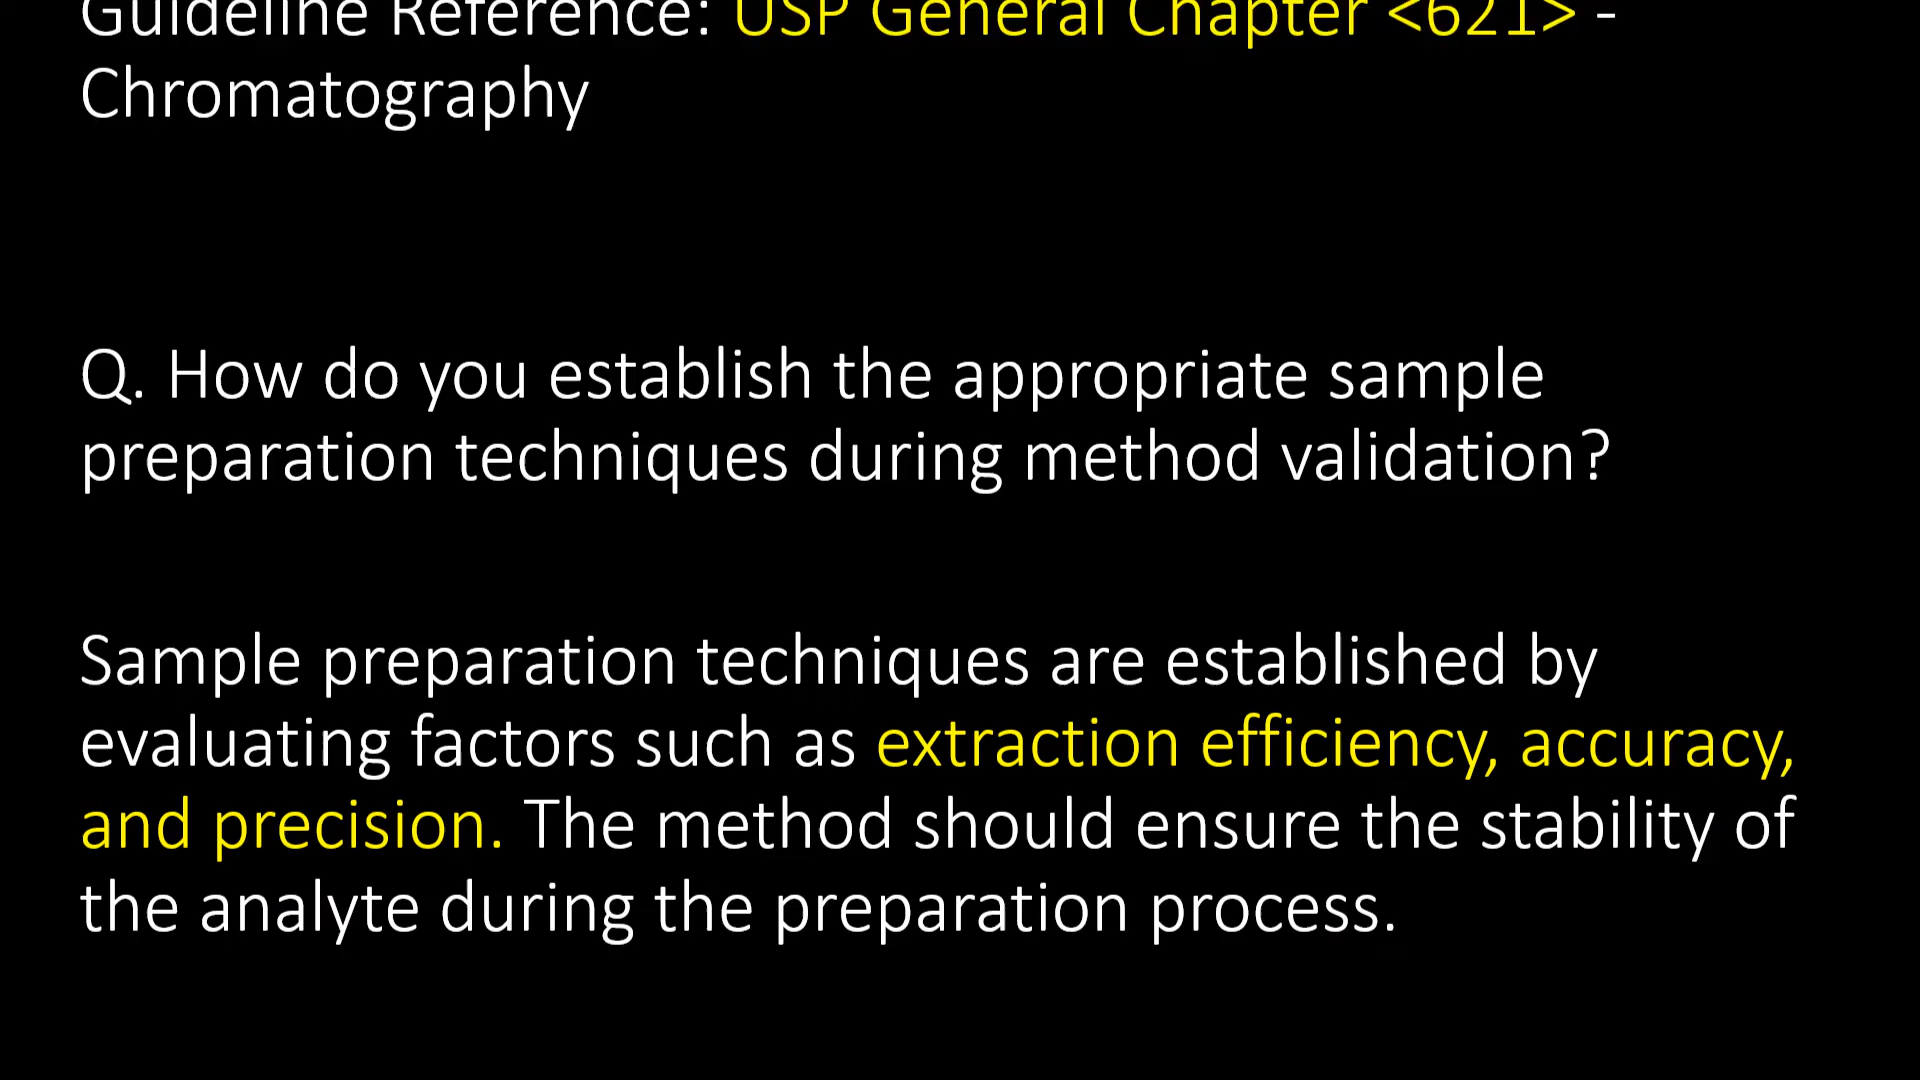 Guideline Reference: USP General Chapter <621> -
Chromatography
Q. How do you establish the appropriate sample
preparation techniques during method validation?
Sample preparation techniques are established by
evaluating factors such as extraction efficiency, accuracy,
and precision. The method should ensure the stability of
the analyte during the preparation process.